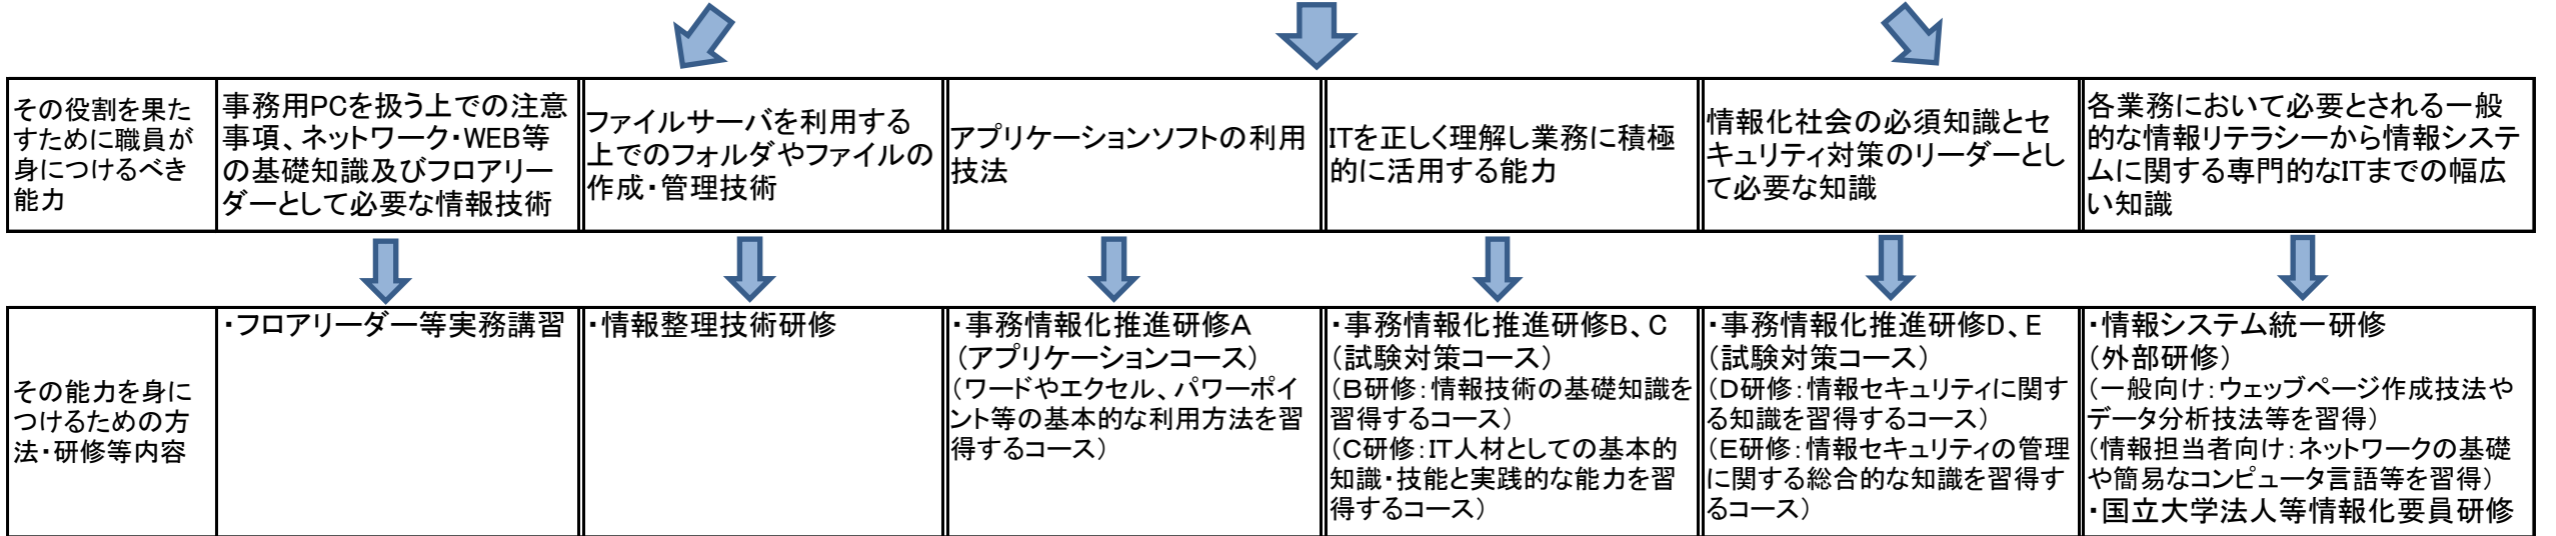 その役割を果た
すために職員が
身につけるべき
能力
事務用PCを扱う上での注意
事項、ネットワーク・WEB等
の基礎知識及びフロアリー
ダーとして必要な情報技術
ファイルサーバを利用する
上でのフォルダやファイルの
作成・管理技術
アプリケーションソフトの利用
技法
ITを正しく理解し業務に積極
的に活用する能力
情報化社会の必須知識とセ
キュリティ対策のリーダーとし
て必要な知識
各業務において必要とされる一般
的な情報リテラシーから情報システ
ムに関する専門的なITまでの幅広
い知識
その能力を身に
つけるための方
法・研修等内容
・フロアリーダー等実務講習
・情報整理技術研修
・事務情報化推進研修A
（アプリケーションコース）
（ワードやエクセル、パワーポイ
ント等の基本的な利用方法を習
得するコース）
・事務情報化推進研修B、C
（試験対策コース）
（B研修：情報技術の基礎知識を
習得するコース）
（C研修：IT人材としての基本的
知識・技能と実践的な能力を習
得するコース）
・事務情報化推進研修D、E
（試験対策コース）
（D研修：情報セキュリティに関す
る知識を習得するコース）
（E研修：情報セキュリティの管理
に関する総合的な知識を習得す
るコース）
・情報システム統一研修
（外部研修）
（一般向け：ウェッブページ作成技法や
データ分析技法等を習得）
（情報担当者向け：ネットワークの基礎
や簡易なコンピュータ言語等を習得）
・国立大学法人等情報化要員研修